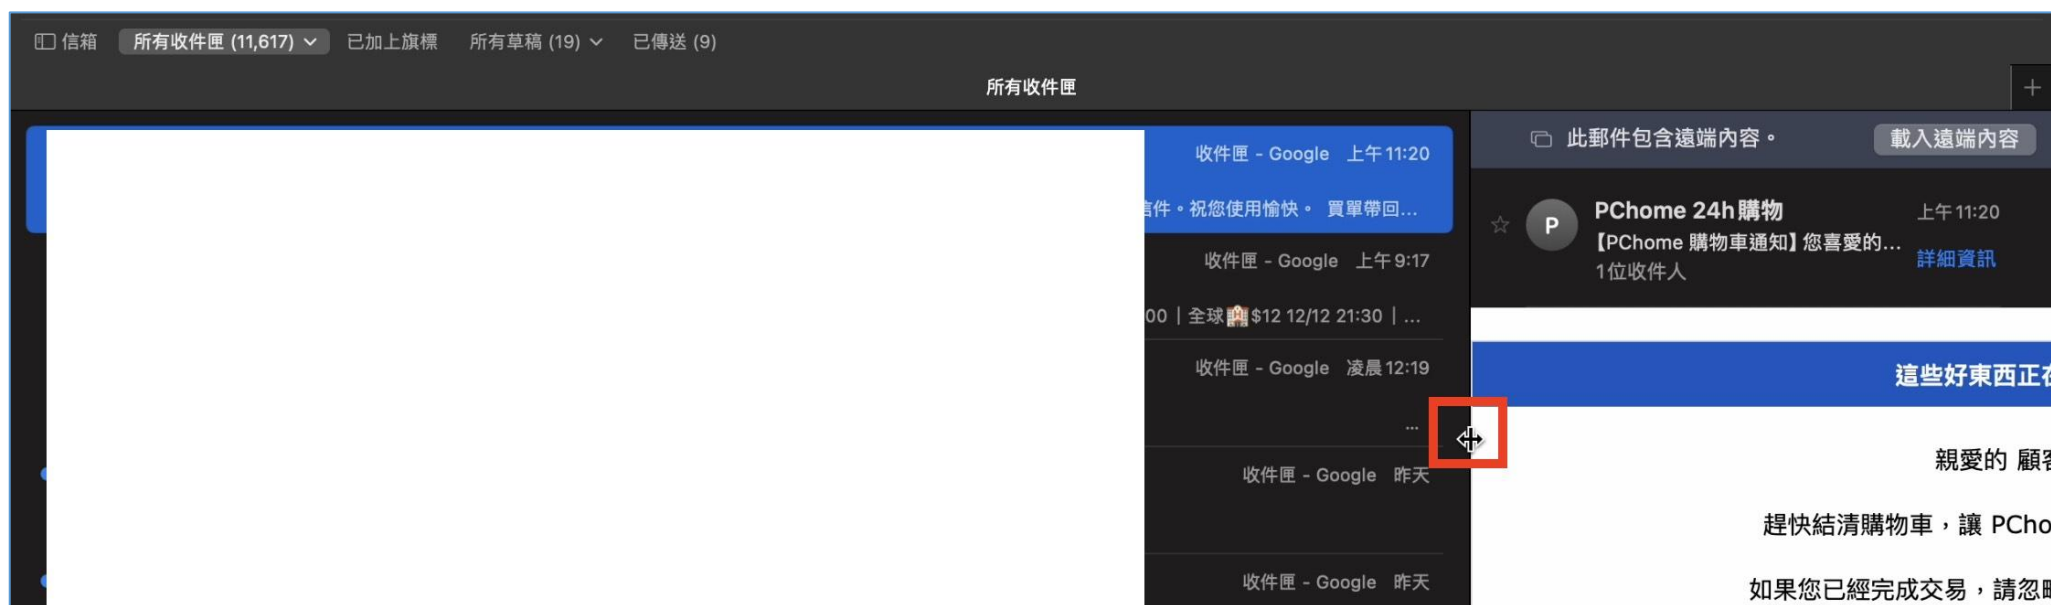 信箱 所有收件匣 (11,617) 已加上旗標 所有草稿 (19) 已傳送 (9)
所有收件匣
收件匣 - Google 上午11:20
信件。祝您使用愉快。 買單帶回...
收件匣 - Google 上午9:17
00 | 全球🏫$12 12/12 21:30 | ...
收件匣 - Google 凌晨12:19
...
收件匣 - Google 昨天
收件匣 - Google 昨天
此郵件包含遠端內容。 載入遠端內容
P
PChome 24h購物 上午11:20
【PChome 購物車通知】您喜愛的... 詳細資訊
1位收件人
這些好東西正在
親愛的 顧客
趕快結清購物車，讓 PCho
如果您已經完成交易，請忽略